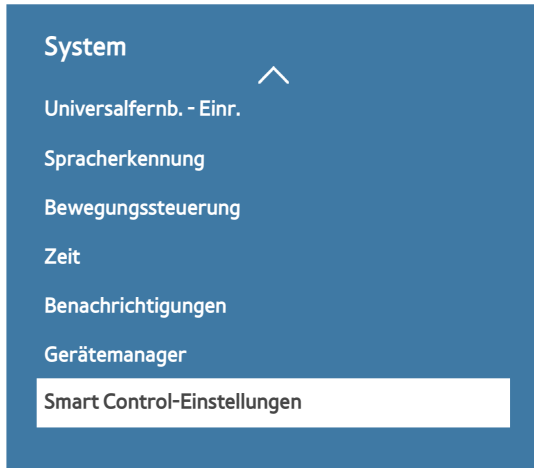 System
Universalfernb. - Einr.
Spracherkennung
Bewegungssteuerung
Zeit
Benachrichtigungen
Gerätemanager
Smart Control-Einstellungen